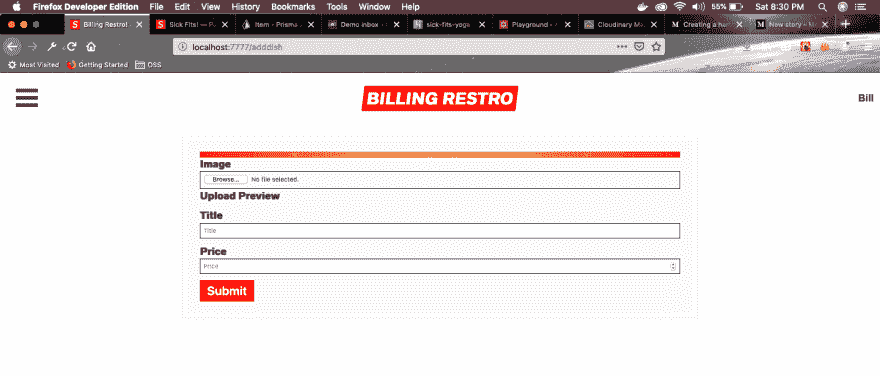 Firefox Developer Edition File Edit View History Bookmarks Tools Window Help 55% Sat 8:30 PM
Billing Restro! Sick Fits! — P Item - Prisma Demo inbox - sick-fits-yoga Playground - Cloudinary M Creating a New story – M
localhost:7777/adddish
Most Visited Getting Started DSS
BILLING RESTRO Bill
Image
Browse... No file selected.
Upload Preview
Title
Title
Price
Price
Submit